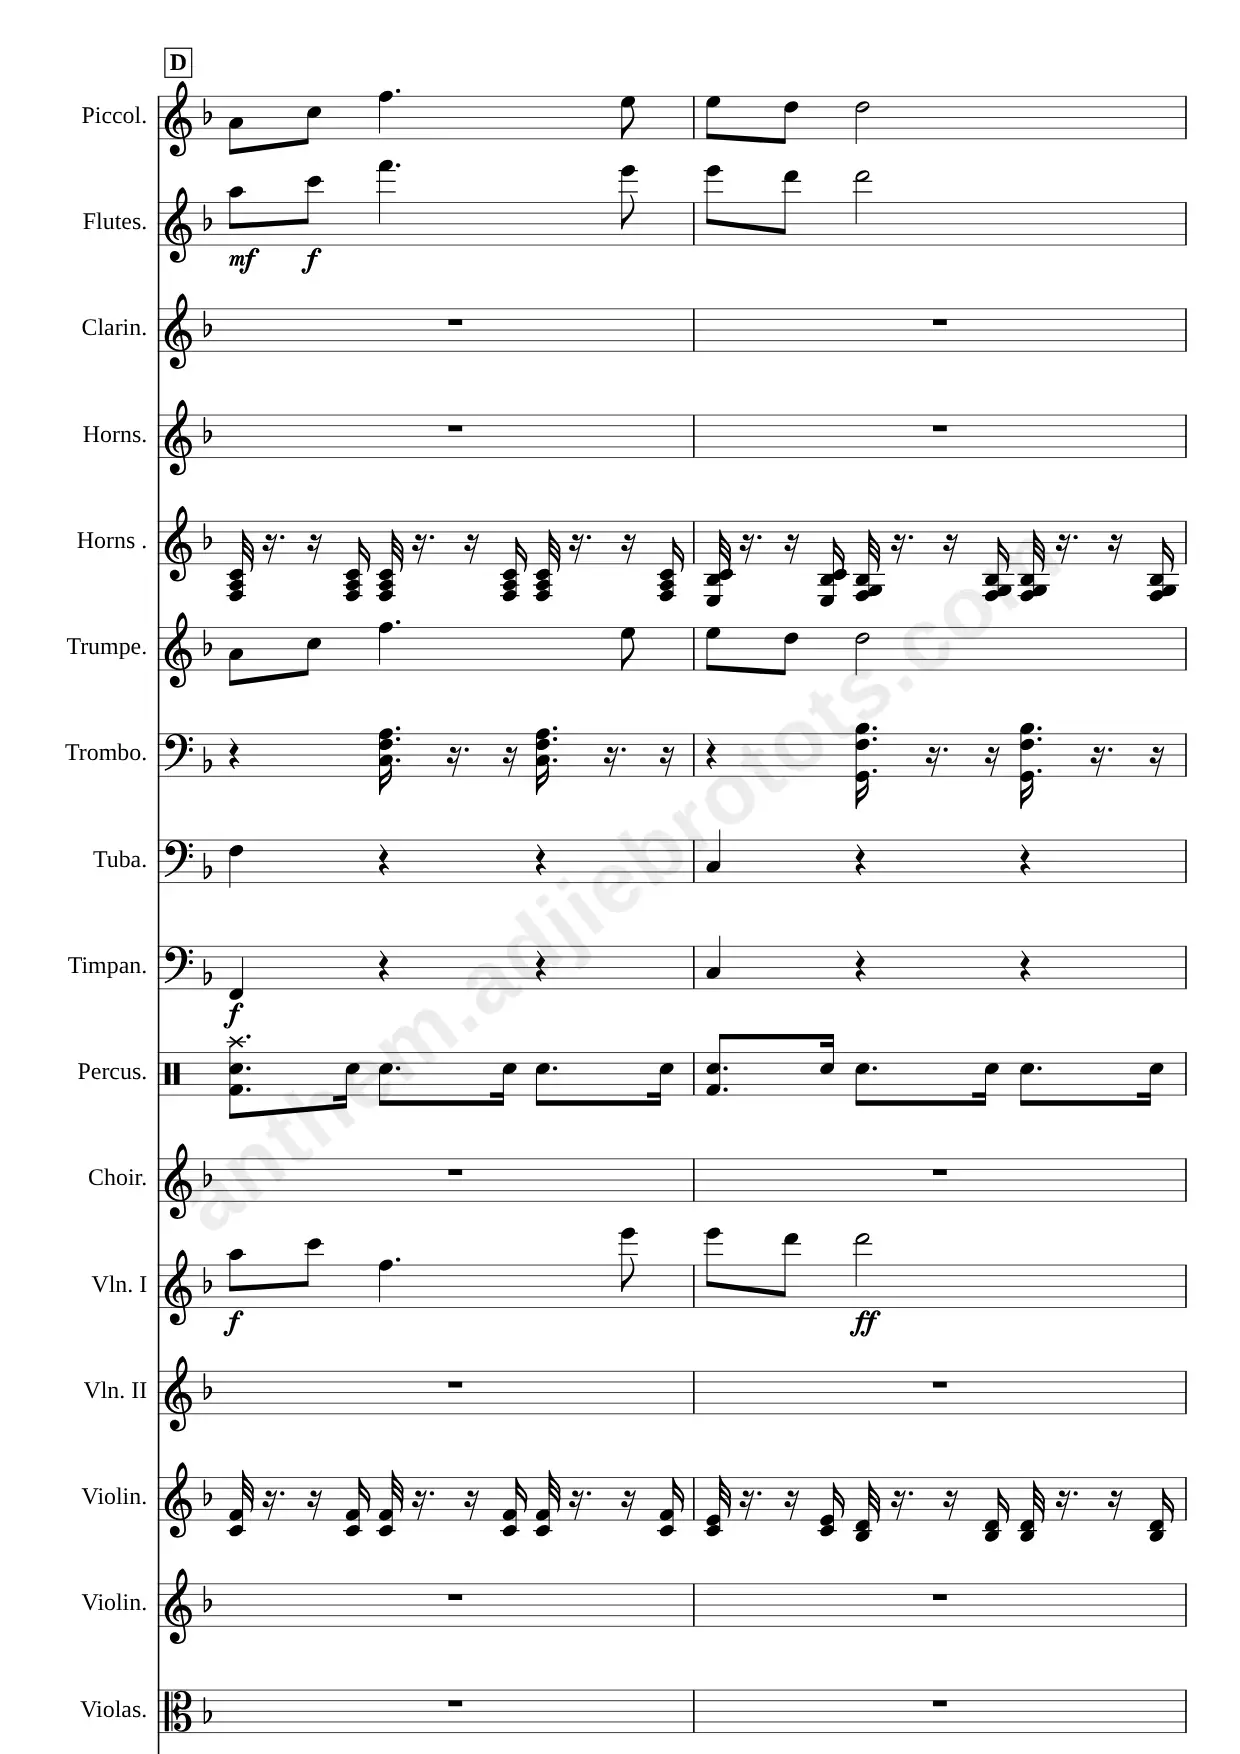 D
Piccol.
Flutes.
mf f
Clarin.
Horns.
Horns .
Trumpe.
Trombo.
Tuba.
Timpan.
f
Percus.
Choir.
Vln. I
f ff
Vln. II
Violin.
Violin.
Violas.
anthem.adjiebrotots.com